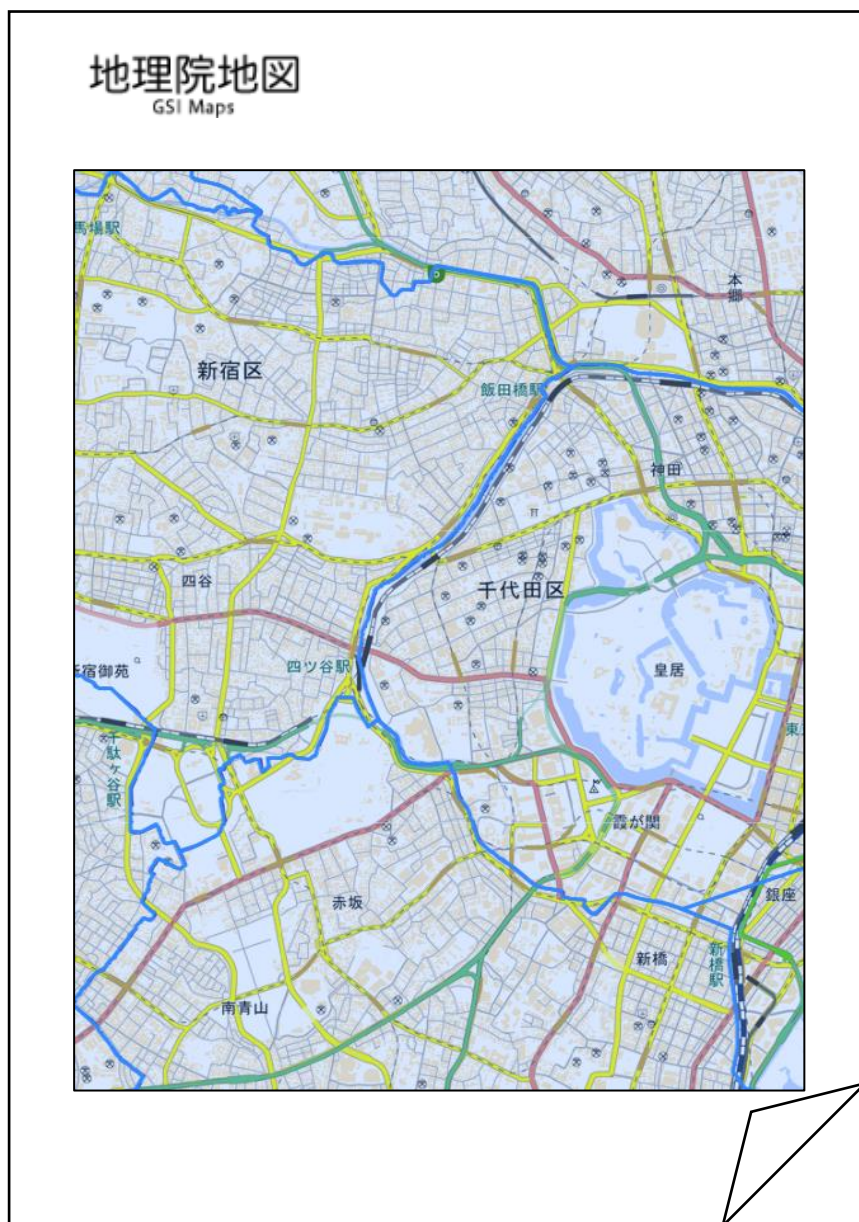 地理院地図
GSI Maps
馬場駅
本郷
新宿区
飯田橋駅
神田
四谷
千代田区
四ツ谷駅
宿御苑
皇居
千駄ヶ谷駅
東
霞が関
赤坂
銀座
新橋
新橋駅
南青山